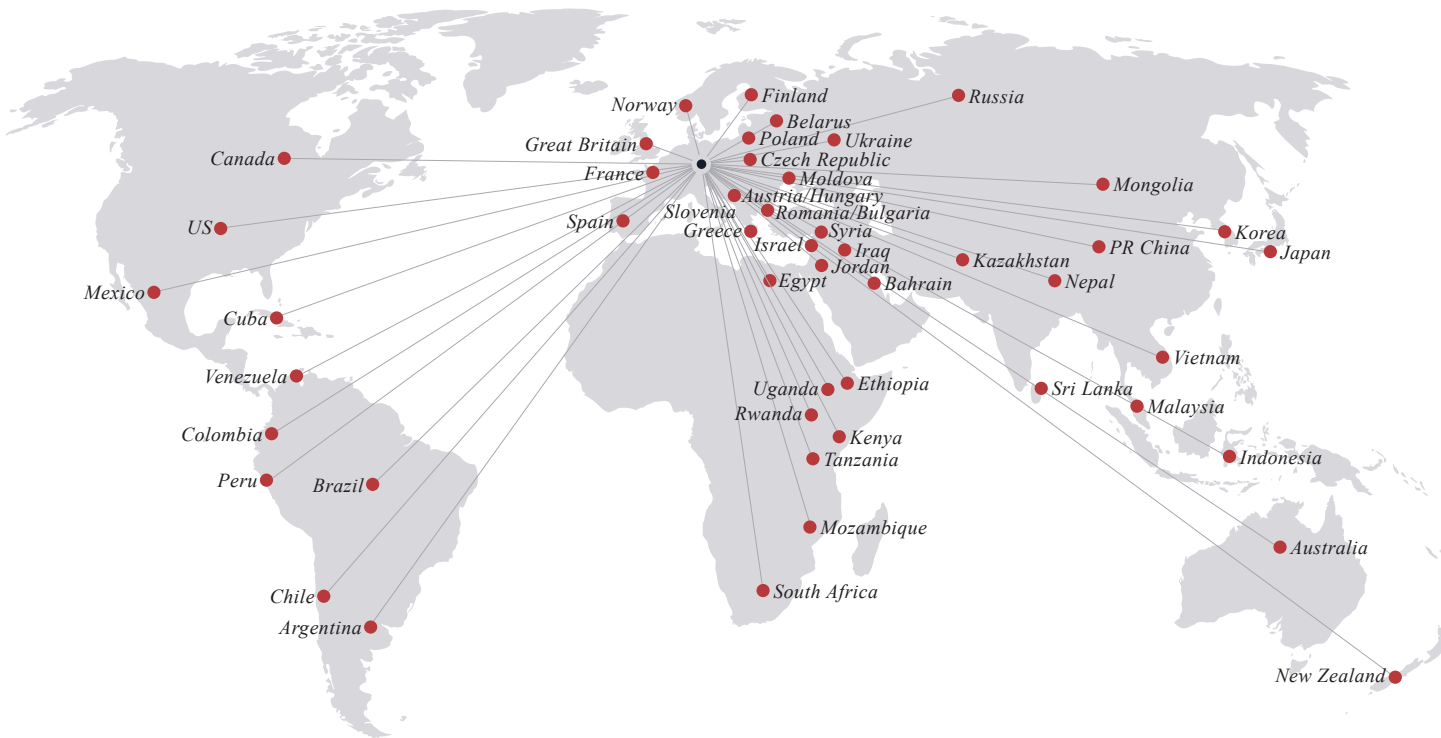 Norway
Finland
Russia
Belarus
Great Britain
Poland
Ukraine
Canada
Czech Republic
France
Moldova
Mongolia
Austria/Hungary
Slovenia
Romania/Bulgaria
Spain
US
Greece
Syria
Korea
Israel
Iraq
PR China
Japan
Kazakhstan
Jordan
Egypt
Bahrain
Nepal
Mexico
Cuba
Vietnam
Venezuela
Uganda
Ethiopia
Sri Lanka
Rwanda
Malaysia
Colombia
Kenya
Tanzania
Indonesia
Peru
Brazil
Mozambique
Australia
South Africa
Chile
Argentina
New Zealand